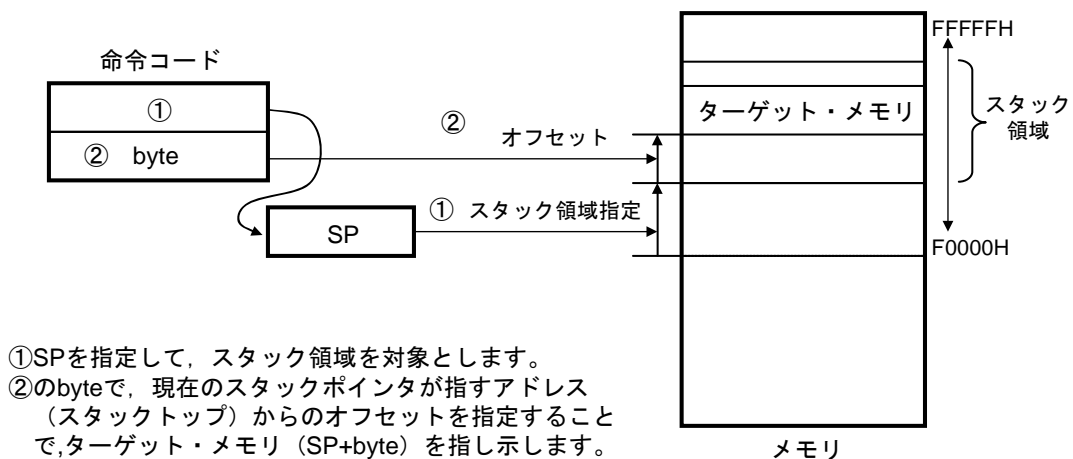 FFFFFH
命令コード
①
② byte
②
オフセット
ターゲット・メモリ
スタック
領域
① スタック領域指定
SP
F0000H
①SPを指定して，スタック領域を対象とします。
②のbyteで，現在のスタックポインタが指すアドレス
（スタックトップ）からのオフセットを指定すること
で,ターゲット・メモリ（SP+byte）を指し示します。
メモリ